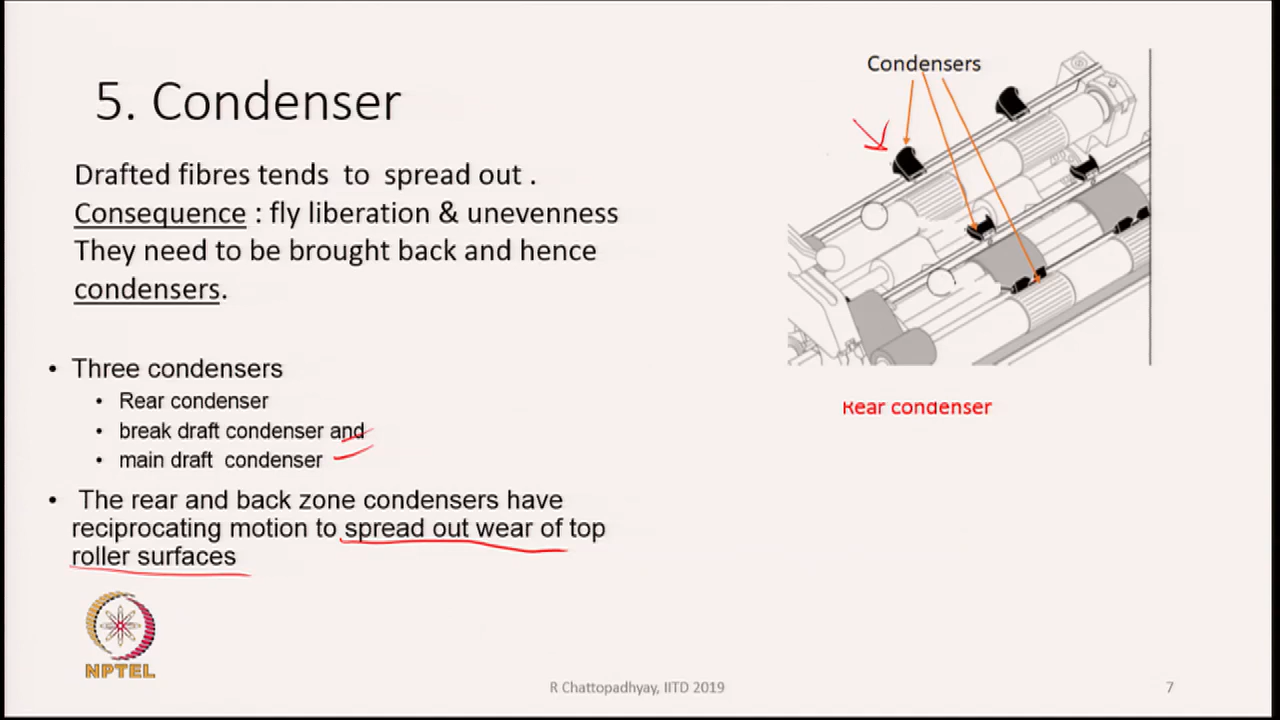 5. Condenser
Drafted fibres tends to spread out .
Consequence : fly liberation & unevenness
They need to be brought back and hence
condensers.
• Three condensers
• Rear condenser
• break draft condenser and
• main draft condenser
• The rear and back zone condensers have
reciprocating motion to spread out wear of top
roller surfaces
Condensers
Rear condenser
NPTEL
R Chattopadhyay, IITD 2019
7